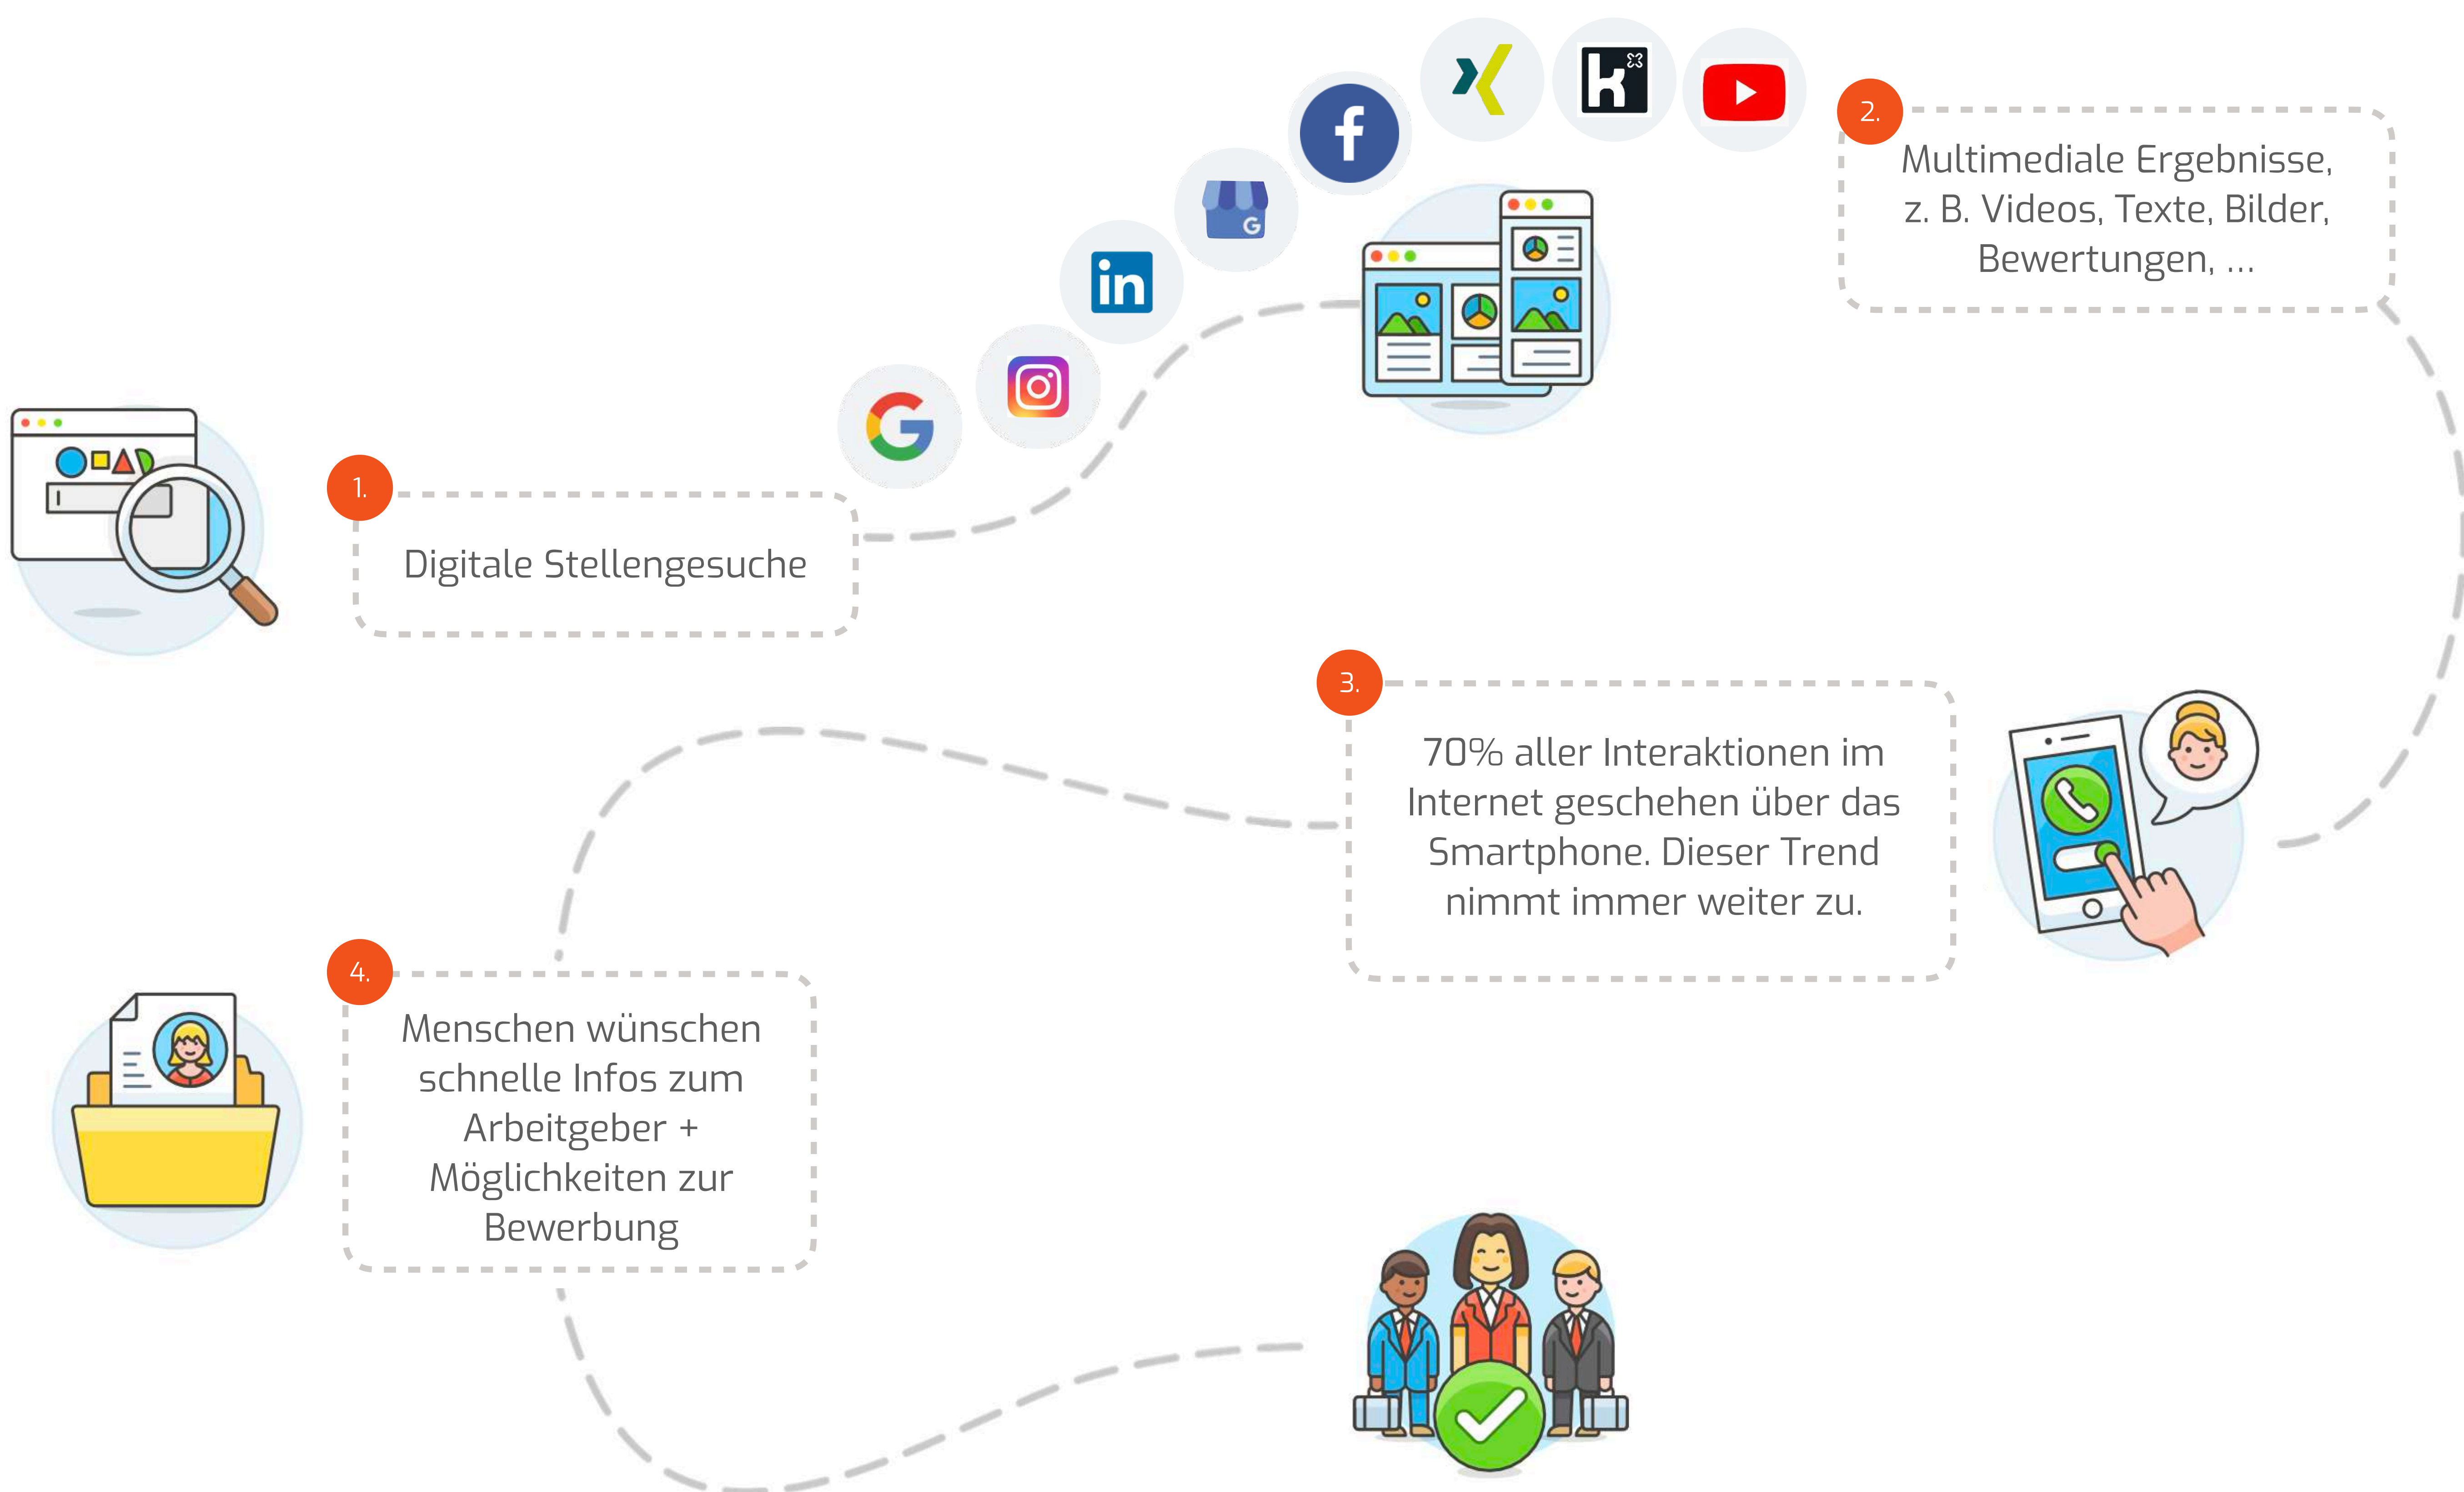 1.
Digitale Stellengesuche
in
G
f
k
2.
Multimediale Ergebnisse,
z. B. Videos, Texte, Bilder,
Bewertungen, ...
3.
70% aller Interaktionen im
Internet geschehen über das
Smartphone. Dieser Trend
nimmt immer weiter zu.
4.
Menschen wünschen
schnelle Infos zum
Arbeitgeber +
Möglichkeiten zur
Bewerbung